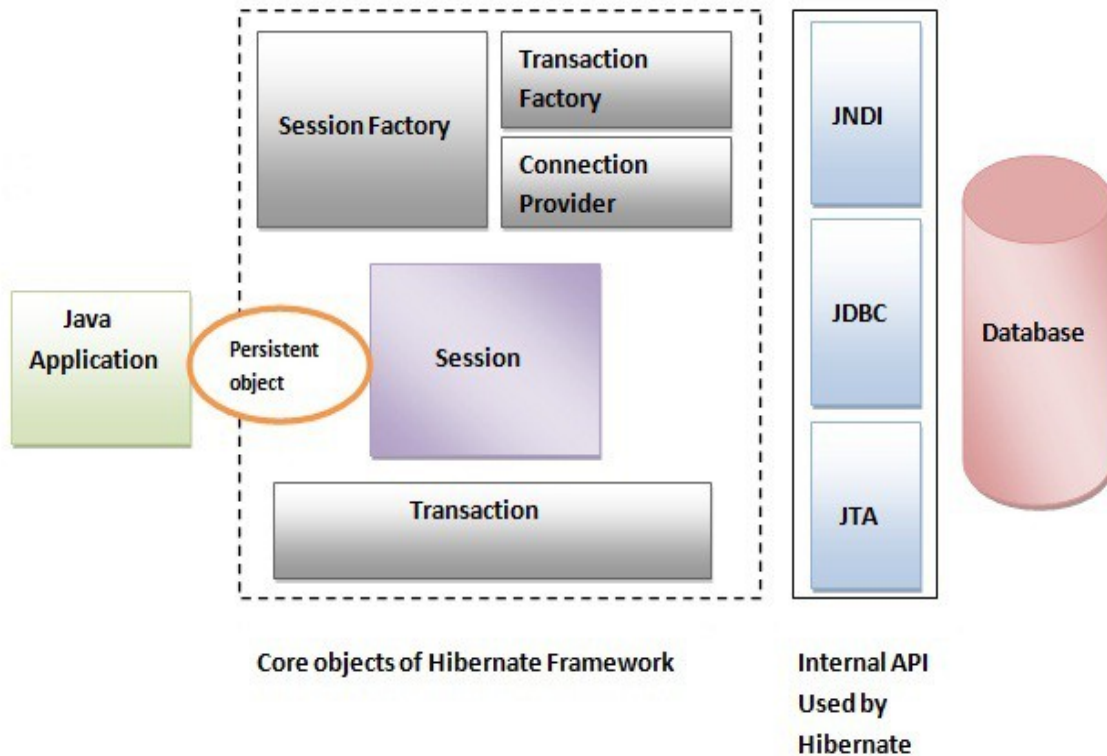 Session Factory
Transaction
Factory
Connection
Provider
JNDI
Java
Application
Persistent
object
Session
JDBC
Database
Transaction
JTA
Core objects of Hibernate Framework
Internal API
Used by
Hibernate